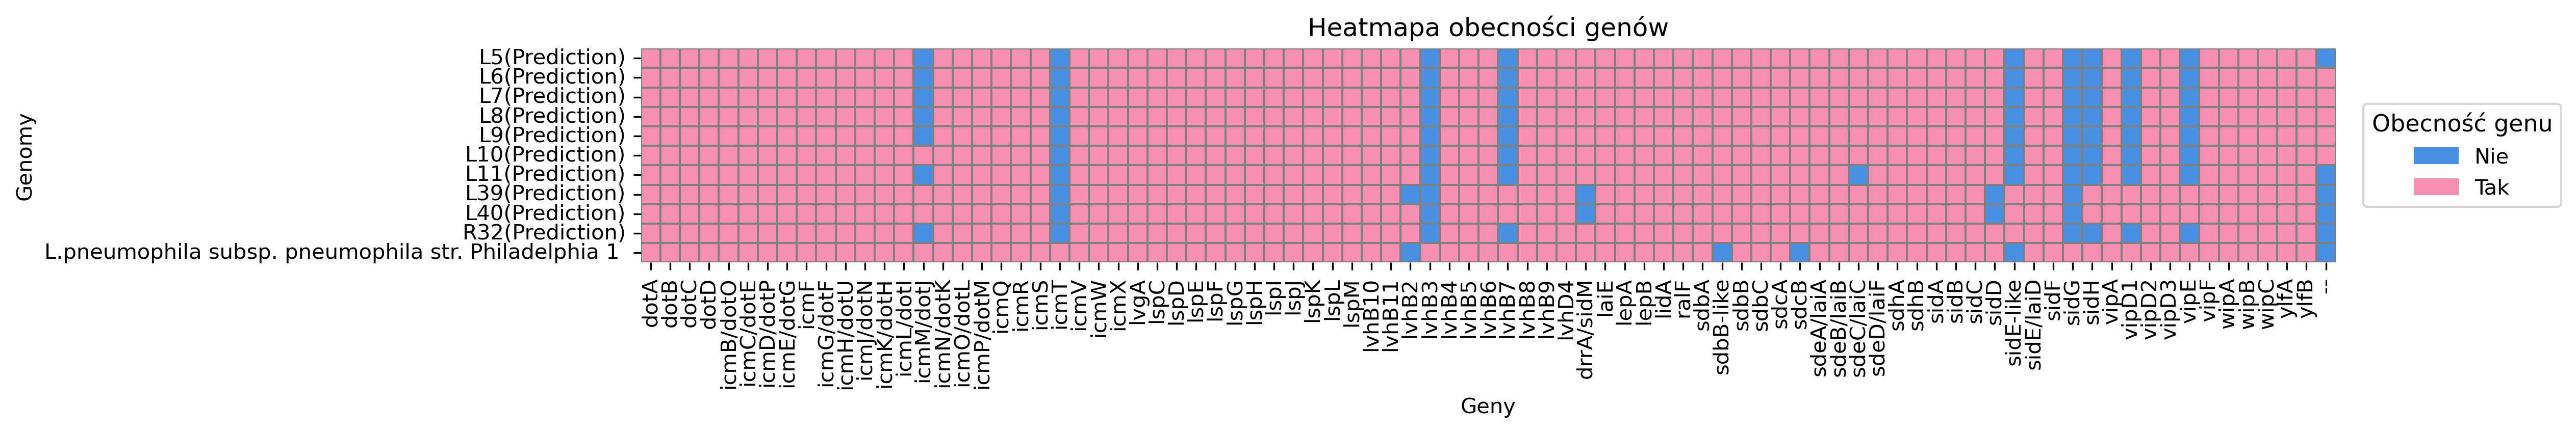 Heatmapa obecności genów
Genomy
L5(Prediction)
L6(Prediction)
L7(Prediction)
L8(Prediction)
L9(Prediction)
L10(Prediction)
L11(Prediction)
L39(Prediction)
L40(Prediction)
R32(Prediction)
L.pneumophila subsp. pneumophila str. Philadelphia 1
dotA
dotB
dotC
dotD
icmB/dotO
icmC/dotE
icmD/dotP
icmE/dotG
icmF
icmG/dotF
icmH/dotU
icmJ/dotN
icmK/dotH
icmL/dotI
icmM/dotJ
icmN/dotK
icmO/dotL
icmP/dotM
icmQ
icmR
icmS
icmT
icmV
icmW
icmX
lvgA
lspC
lspD
lspE
lspF
lspG
lspH
lspI
lspJ
lspK
lspL
lspM
lvhB10
lvhB11
lvhB2
lvhB3
lvhB4
lvhB5
lvhB6
lvhB7
lvhB8
lvhB9
lvhD4
drrA/sidM
laiE
lepA
lepB
lidA
ralF
sdbA
sdbB-like
sdbB
sdbC
sdcA
sdcB
sdeA/laiA
sdeB/laiB
sdeC/laiC
sdeD/laiF
sdhA
sdhB
sidA
sidB
sidC
sidD
sidE-like
sidE/laiD
sidF
sidG
sidH
vipA
vipD1
vipD2
vipD3
vipE
vipF
wipA
wipB
wipC
ylfA
ylfB
--
Geny
Obecność genu
Nie
Tak